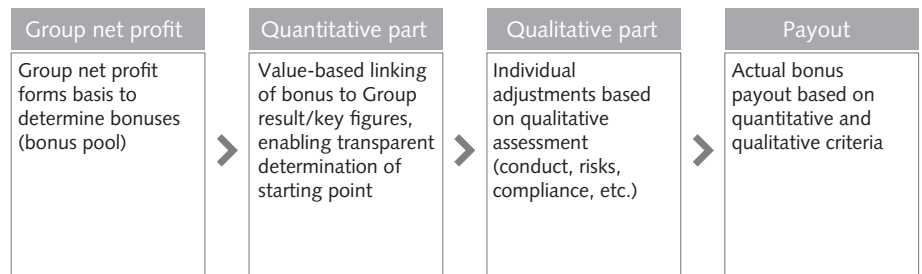 Group net profit
Group net profit
forms basis to
determine bonuses
(bonus pool)
Quantitative part
Value-based linking
of bonus to Group
result/key figures,
enabling transparent
determination of
starting point
Qualitative part
Individual
adjustments based
on qualitative
assessment
(conduct, risks,
compliance, etc.)
Payout
Actual bonus
payout based on
quantitative and
qualitative criteria